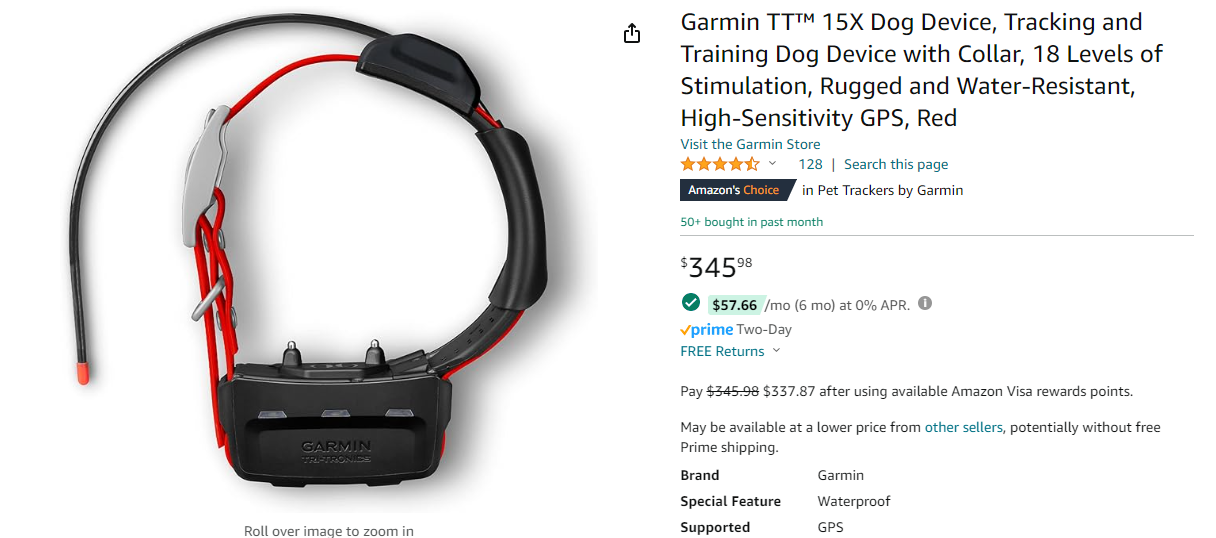 Garmin TT™ 15X Dog Device, Tracking and
Training Dog Device with Collar, 18 Levels of
Stimulation, Rugged and Water-Resistant,
High-Sensitivity GPS, Red
Visit the Garmin Store
128 | Search this page
Amazon's Choice in Pet Trackers by Garmin
50+ bought in past month
$345.98
$57.66 /mo (6 mo) at 0% APR.
prime Two-Day
FREE Returns
Pay $345.98 $337.87 after using available Amazon Visa rewards points.
May be available at a lower price from other sellers, potentially without free
Prime shipping.
Brand Garmin
Special Feature Waterproof
Supported GPS
GARMIN
TRI-TRONICS
Roll over image to zoom in